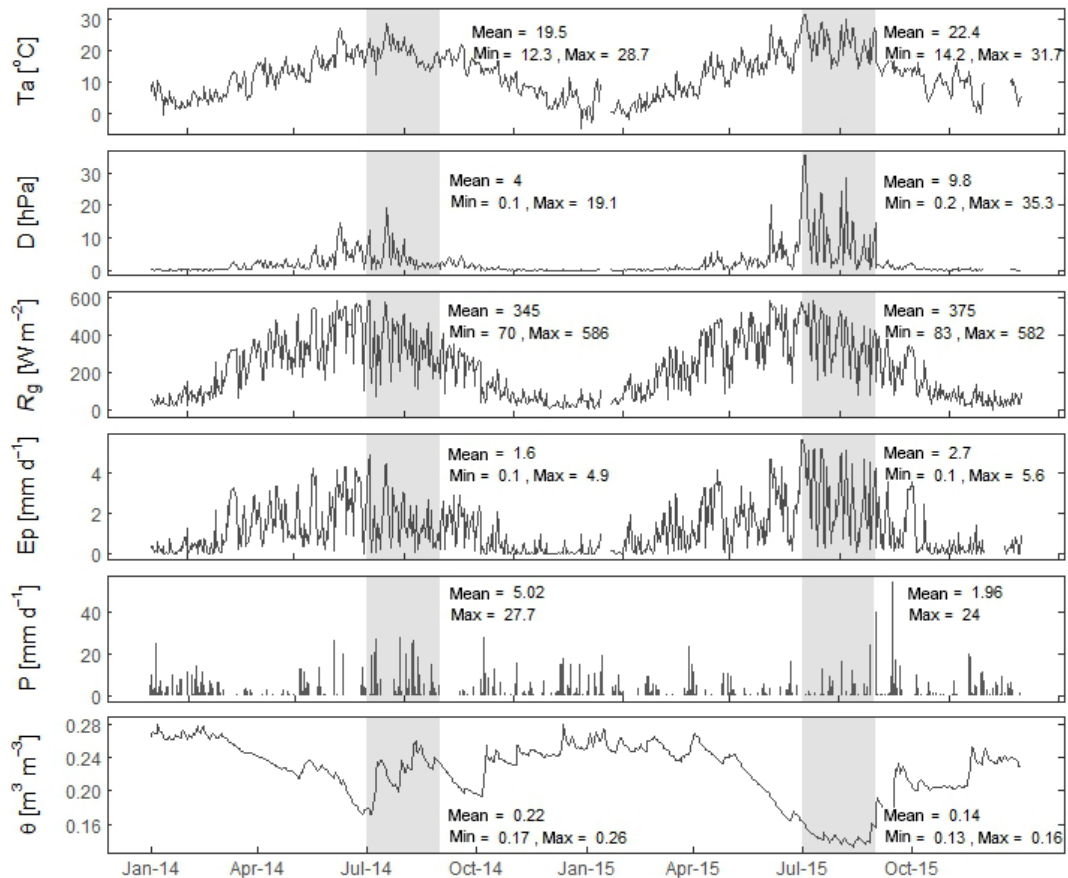 Ta [°C]
30
20
10
0
Mean = 19.5
Min = 12.3 , Max = 28.7
Mean = 22.4
Min = 14.2 , Max = 31.7
D [hPa]
30
20
10
0
Mean = 4
Min = 0.1 , Max = 19.1
Mean = 9.8
Min = 0.2 , Max = 35.3
Rg [W m⁻²]
600
400
200
0
Mean = 345
Min = 70 , Max = 586
Mean = 375
Min = 83 , Max = 582
Ep [mm d⁻¹]
4
2
0
Mean = 1.6
Min = 0.1 , Max = 4.9
Mean = 2.7
Min = 0.1 , Max = 5.6
P [mm d⁻¹]
40
20
0
Mean = 5.02
Max = 27.7
Mean = 1.96
Max = 24
θ [m³ m⁻³]
0.28
0.24
0.20
0.16
Mean = 0.22
Min = 0.17 , Max = 0.26
Mean = 0.14
Min = 0.13 , Max = 0.16
Jan-14 Apr-14 Jul-14 Oct-14 Jan-15 Apr-15 Jul-15 Oct-15